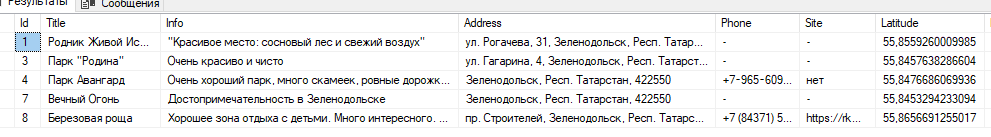 Результаты Сообщения
Id Title Info Address Phone Site Latitude
1 Родник Живой Ис... "Красивое место: сосновый лес и свежий воздух" ул. Рогачева, 31, Зеленодольск, Респ. Татар... - - 55,8559260009985
3 Парк "Родина" Очень красиво и чисто ул. Гагарина, 4, Зеленодольск, Респ. Татарс... - - 55,8457638286604
4 Парк Авангард Очень хороший парк, много скамеек, ровные дорожк... Зеленодольск, Респ. Татарстан, 422550 +7-965-609... нет 55,8476686069936
7 Вечный Огонь Достопримечательность в Зеленодольске Зеленодольск, Респ. Татарстан, 422550 - - 55,8453294233094
8 Березовая роща Хорошее зона отдыха с детьми. Много интересного. ... пр. Строителей, Зеленодольск, Респ. Татарс... +7 (84371) 5... https://rk... 55,8656691255017